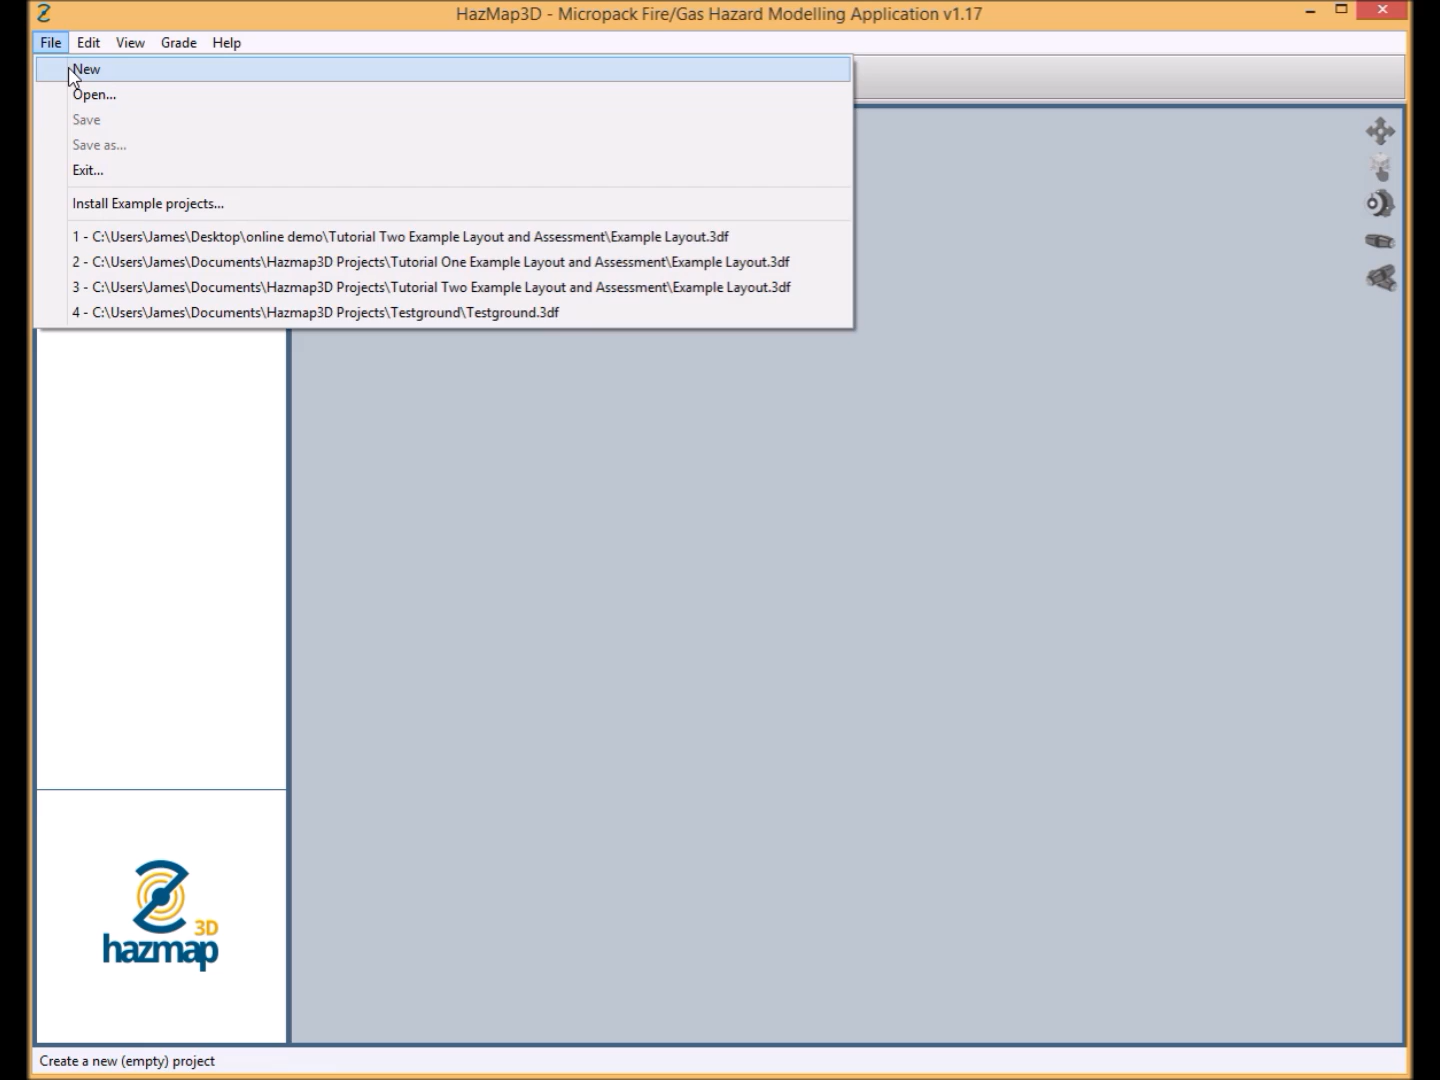 HazMap3D - Micropack Fire/Gas Hazard Modelling Application v1.17
File Edit View Grade Help
New
Open...
Save
Save as...
Exit...
Install Example projects...
1 - C:\Users\James\Desktop\online demo\Tutorial Two Example Layout and Assessment\Example Layout.3df
2 - C:\Users\James\Documents\Hazmap3D Projects\Tutorial One Example Layout and Assessment\Example Layout.3df
3 - C:\Users\James\Documents\Hazmap3D Projects\Tutorial Two Example Layout and Assessment\Example Layout.3df
4 - C:\Users\James\Documents\Hazmap3D Projects\Testground\Testground.3df
3D
hazmap
Create a new (empty) project